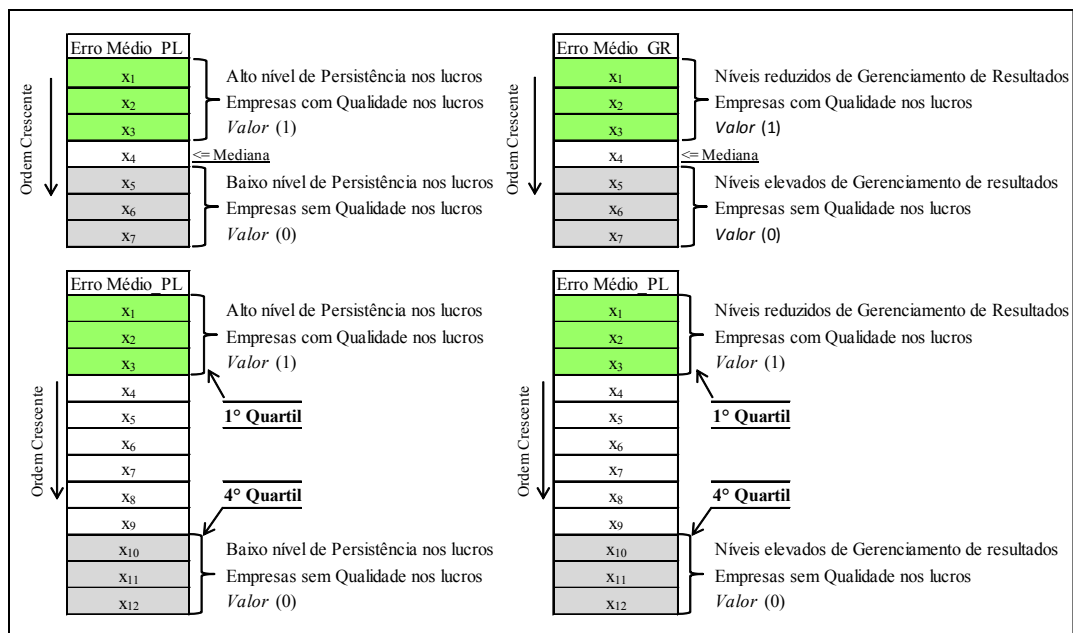 Erro Médio_PL
Ordem Crescente
x1
x2
x3
x4
x5
x6
x7
Alto nível de Persistência nos lucros
Empresas com Qualidade nos lucros
Valor (1)
<= Mediana
Baixo nível de Persistência nos lucros
Empresas sem Qualidade nos lucros
Valor (0)
Erro Médio_GR
Ordem Crescente
x1
x2
x3
x4
x5
x6
x7
Níveis reduzidos de Gerenciamento de Resultados
Empresas com Qualidade nos lucros
Valor (1)
<= Mediana
Níveis elevados de Gerenciamento de resultados
Empresas sem Qualidade nos lucros
Valor (0)
Erro Médio_PL
Ordem Crescente
x1
x2
x3
x4
x5
x6
x7
x8
x9
x10
x11
x12
Alto nível de Persistência nos lucros
Empresas com Qualidade nos lucros
Valor (1)
1° Quartil
4° Quartil
Baixo nível de Persistência nos lucros
Empresas sem Qualidade nos lucros
Valor (0)
Erro Médio_PL
Ordem Crescente
x1
x2
x3
x4
x5
x6
x7
x8
x9
x10
x11
x12
Níveis reduzidos de Gerenciamento de Resultados
Empresas com Qualidade nos lucros
Valor (1)
1° Quartil
4° Quartil
Níveis elevados de Gerenciamento de resultados
Empresas sem Qualidade nos lucros
Valor (0)